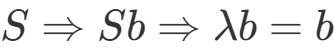 S ⇒ Sb ⇒ λb = b